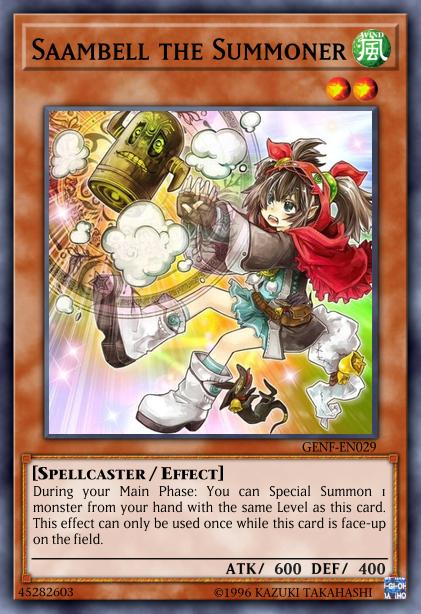 SAAMBELL THE SUMMONER
WIND
風
GENF-EN029
[SPELLCASTER / EFFECT]
During your Main Phase: You can Special Summon 1
monster from your hand with the same Level as this card.
This effect can only be used once while this card is face-up
on the field.
ATK/ 600 DEF/ 400
45282603
©1996 KAZUKI TAKAHASHI